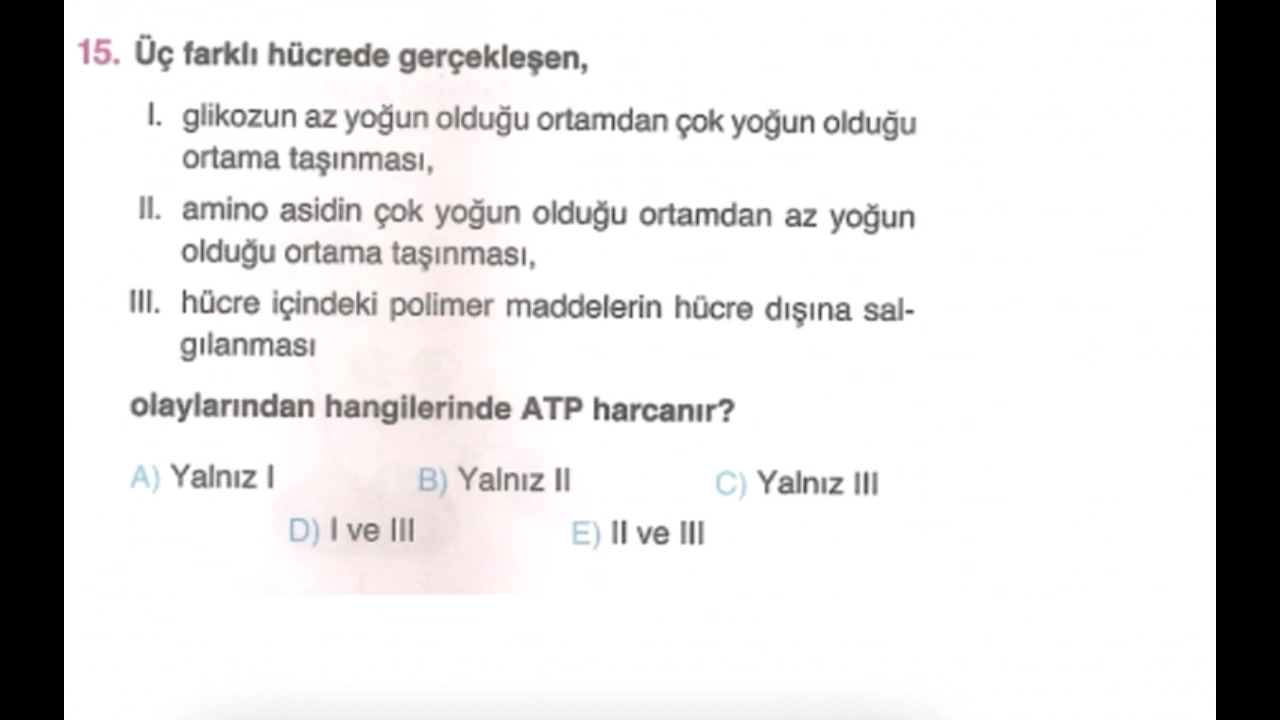 15. Üç farklı hücrede gerçekleşen,
I. glikozun az yoğun olduğu ortamdan çok yoğun olduğu
ortama taşınması,
II. amino asidin çok yoğun olduğu ortamdan az yoğun
olduğu ortama taşınması,
III. hücre içindeki polimer maddelerin hücre dışına sal-
gılanması
olaylarından hangilerinde ATP harcanır?
A) Yalnız I B) Yalnız II C) Yalnız III
D) I ve III E) II ve III